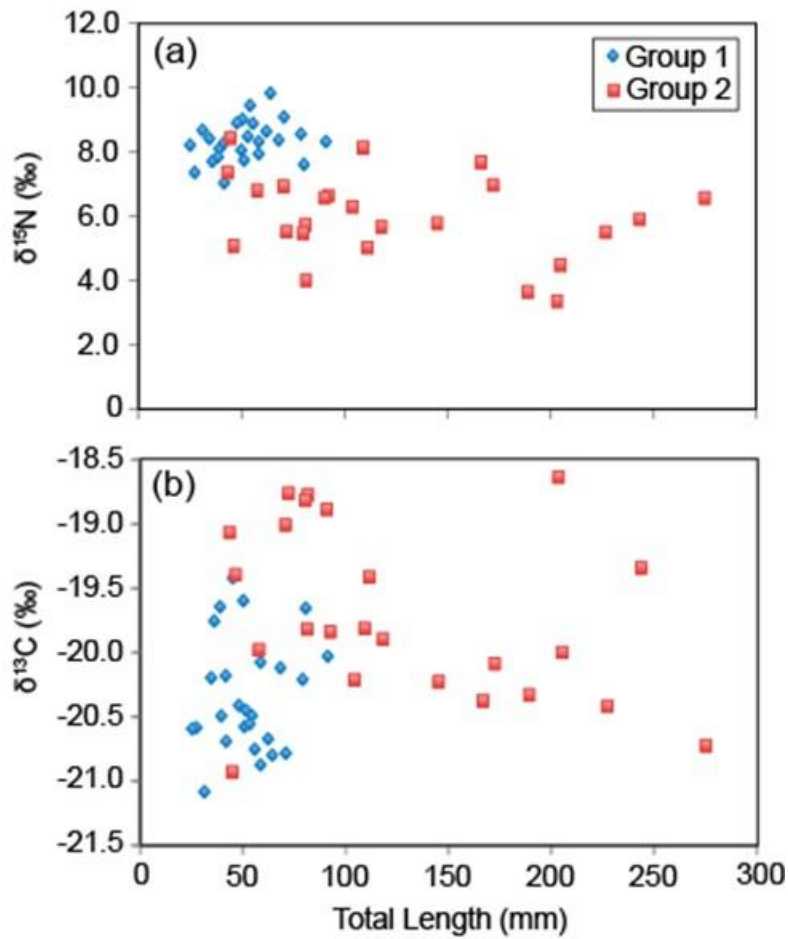 (a)
Group 1
Group 2
12.0
10.0
8.0
6.0
4.0
2.0
0
δ¹⁵N (‰)
(b)
-18.5
-19.0
-19.5
-20.0
-20.5
-21.0
-21.5
δ¹³C (‰)
0 50 100 150 200 250 300
Total Length (mm)